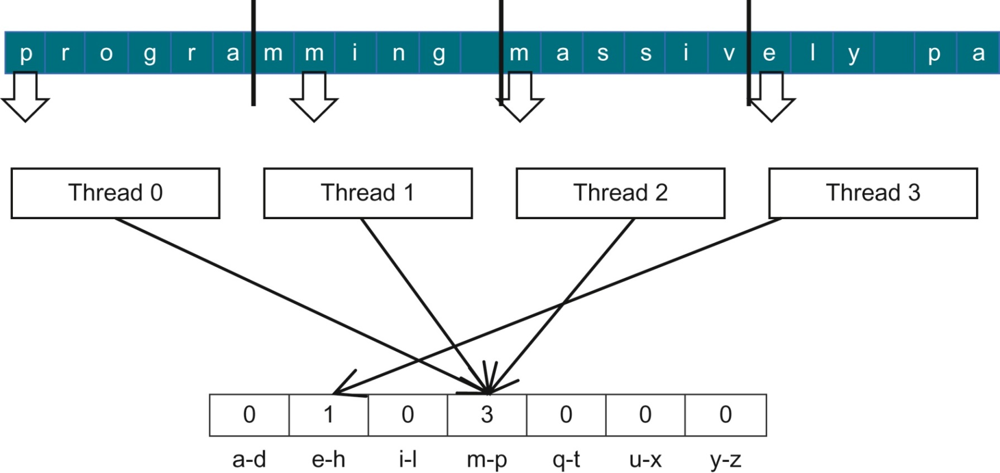 p r o g r a m m i n g m a s s i v e l y p a
Thread 0 Thread 1 Thread 2 Thread 3
0 1 0 3 0 0 0
a-d e-h i-l m-p q-t u-x y-z